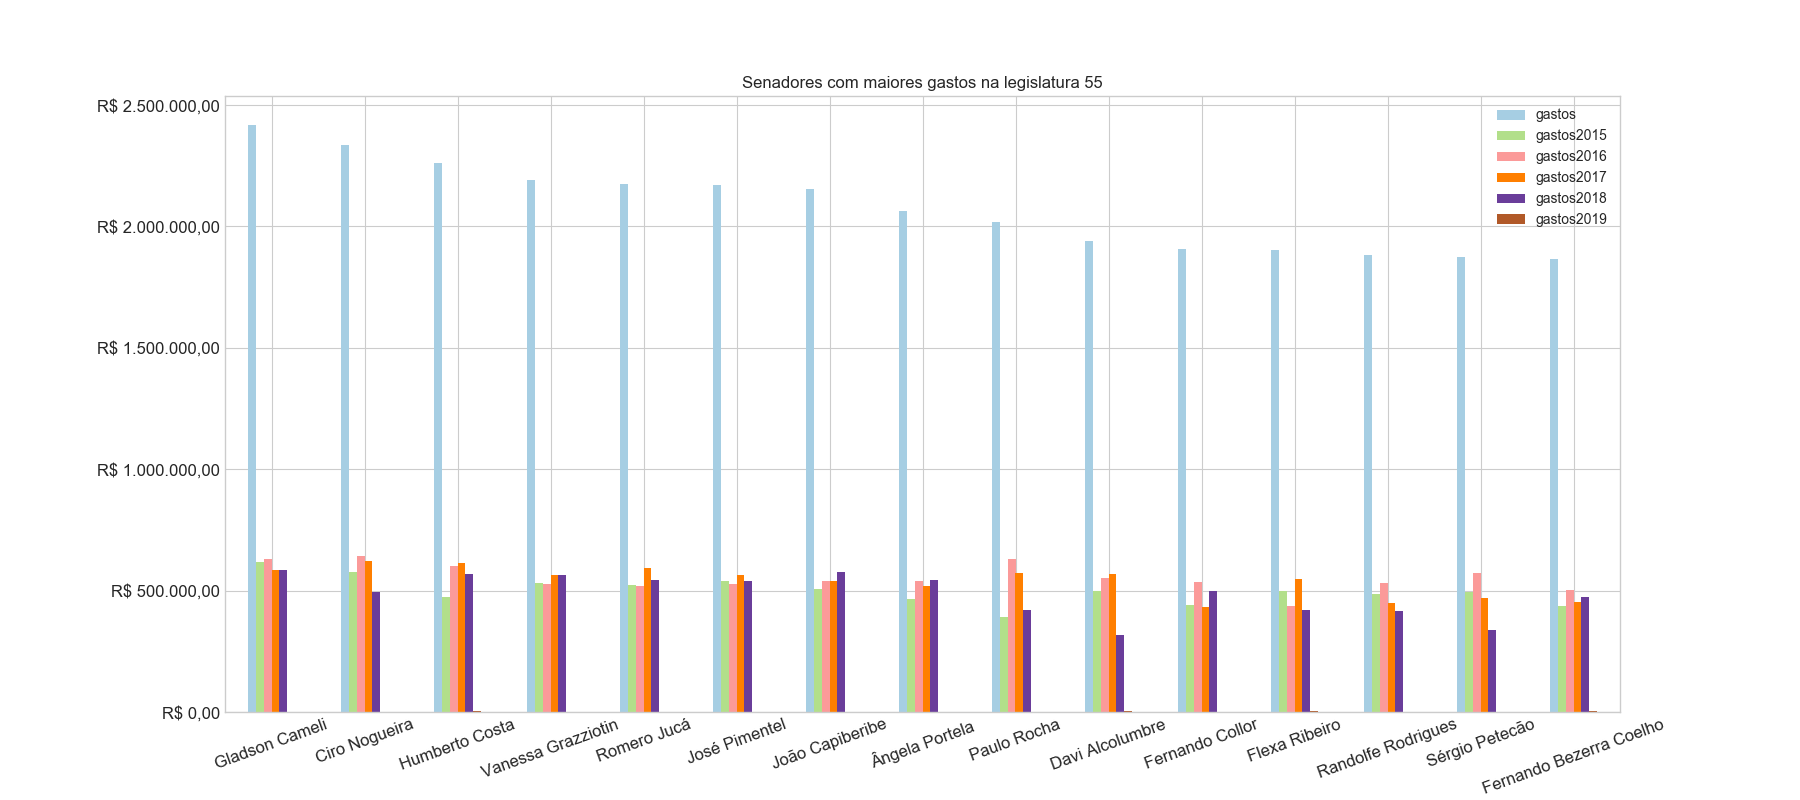 Senadores com maiores gastos na legislatura 55
R$ 2.500.000,00
R$ 2.000.000,00
R$ 1.500.000,00
R$ 1.000.000,00
R$ 500.000,00
R$ 0,00
gastos
gastos2015
gastos2016
gastos2017
gastos2018
gastos2019
Gladson Cameli
Ciro Nogueira
Humberto Costa
Vanessa Grazziotin
Romero Jucá
José Pimentel
João Capiberibe
Ângela Portela
Paulo Rocha
Davi Alcolumbre
Fernando Collor
Flexa Ribeiro
Randolfe Rodrigues
Sérgio Petecão
Fernando Bezerra Coelho